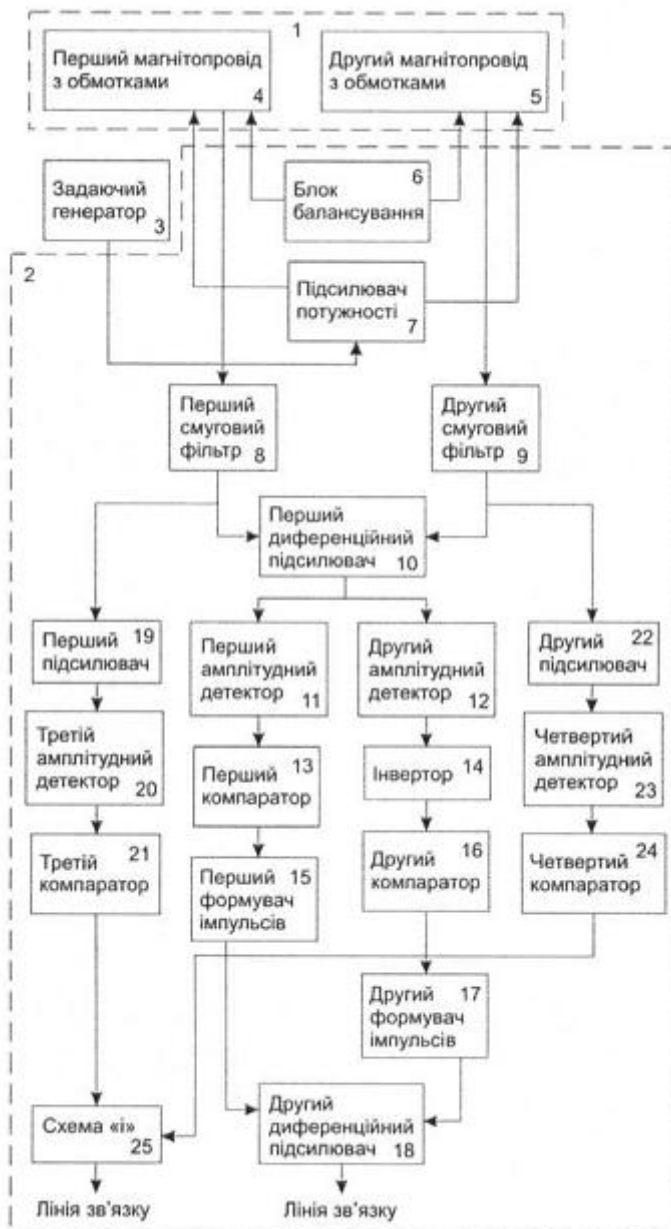 1
Перший магнітопровід
з обмотками
4
Другий магнітопровід
з обмотками
5
Задаючий
генератор
3
6
Блок
балансування
2
Підсилювач
потужності
7
Перший
смуговий
фільтр
8
Другий
смуговий
фільтр
9
Перший
диференційний
підсилювач
10
19
Перший
підсилювач
Перший
амплітудний
детектор
11
Другий
амплітудний
детектор
12
22
Другий
підсилювач
Третій
амплітудний
детектор
20
13
Перший
компаратор
14
Інвертор
Четвертий
амплітудний
детектор
23
21
Третій
компаратор
Перший 15
формувач
імпульсів
16
Другий
компаратор
24
Четвертий
компаратор
Другий 17
формувач
імпульсів
Схема «і»
25
Другий
диференційний
підсилювач
18
Лінія зв'язку
Лінія зв'язку